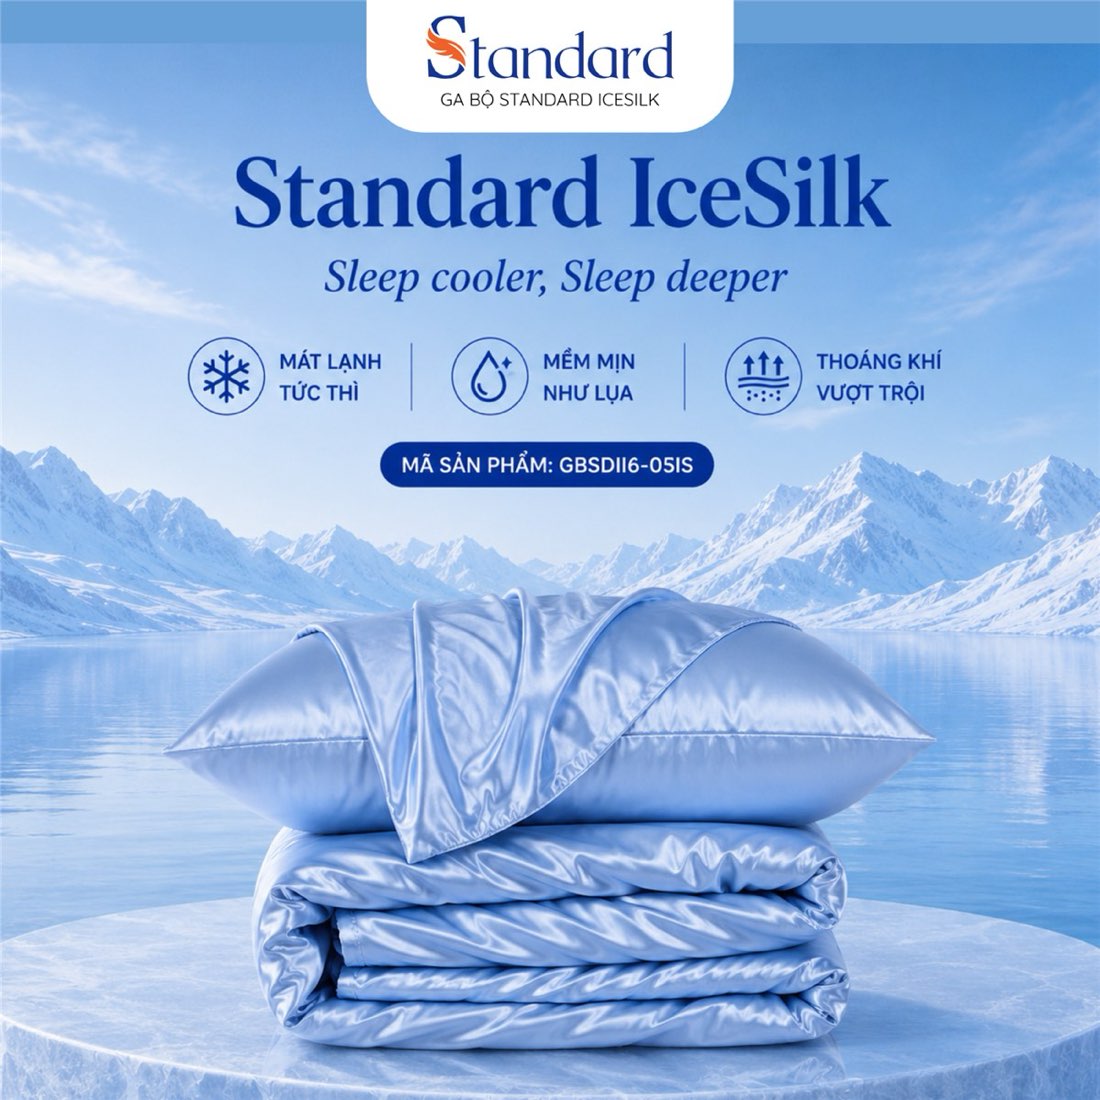 Standard
GA BỘ STANDARD ICESILK
Standard IceSilk
Sleep cooler, Sleep deeper
MÁT LẠNH
TỨC THÌ
MỀM MỊN
NHƯ LỤA
THOÁNG KHÍ
VƯỢT TRỘI
MÃ SẢN PHẨM: GBSDII6-05IS